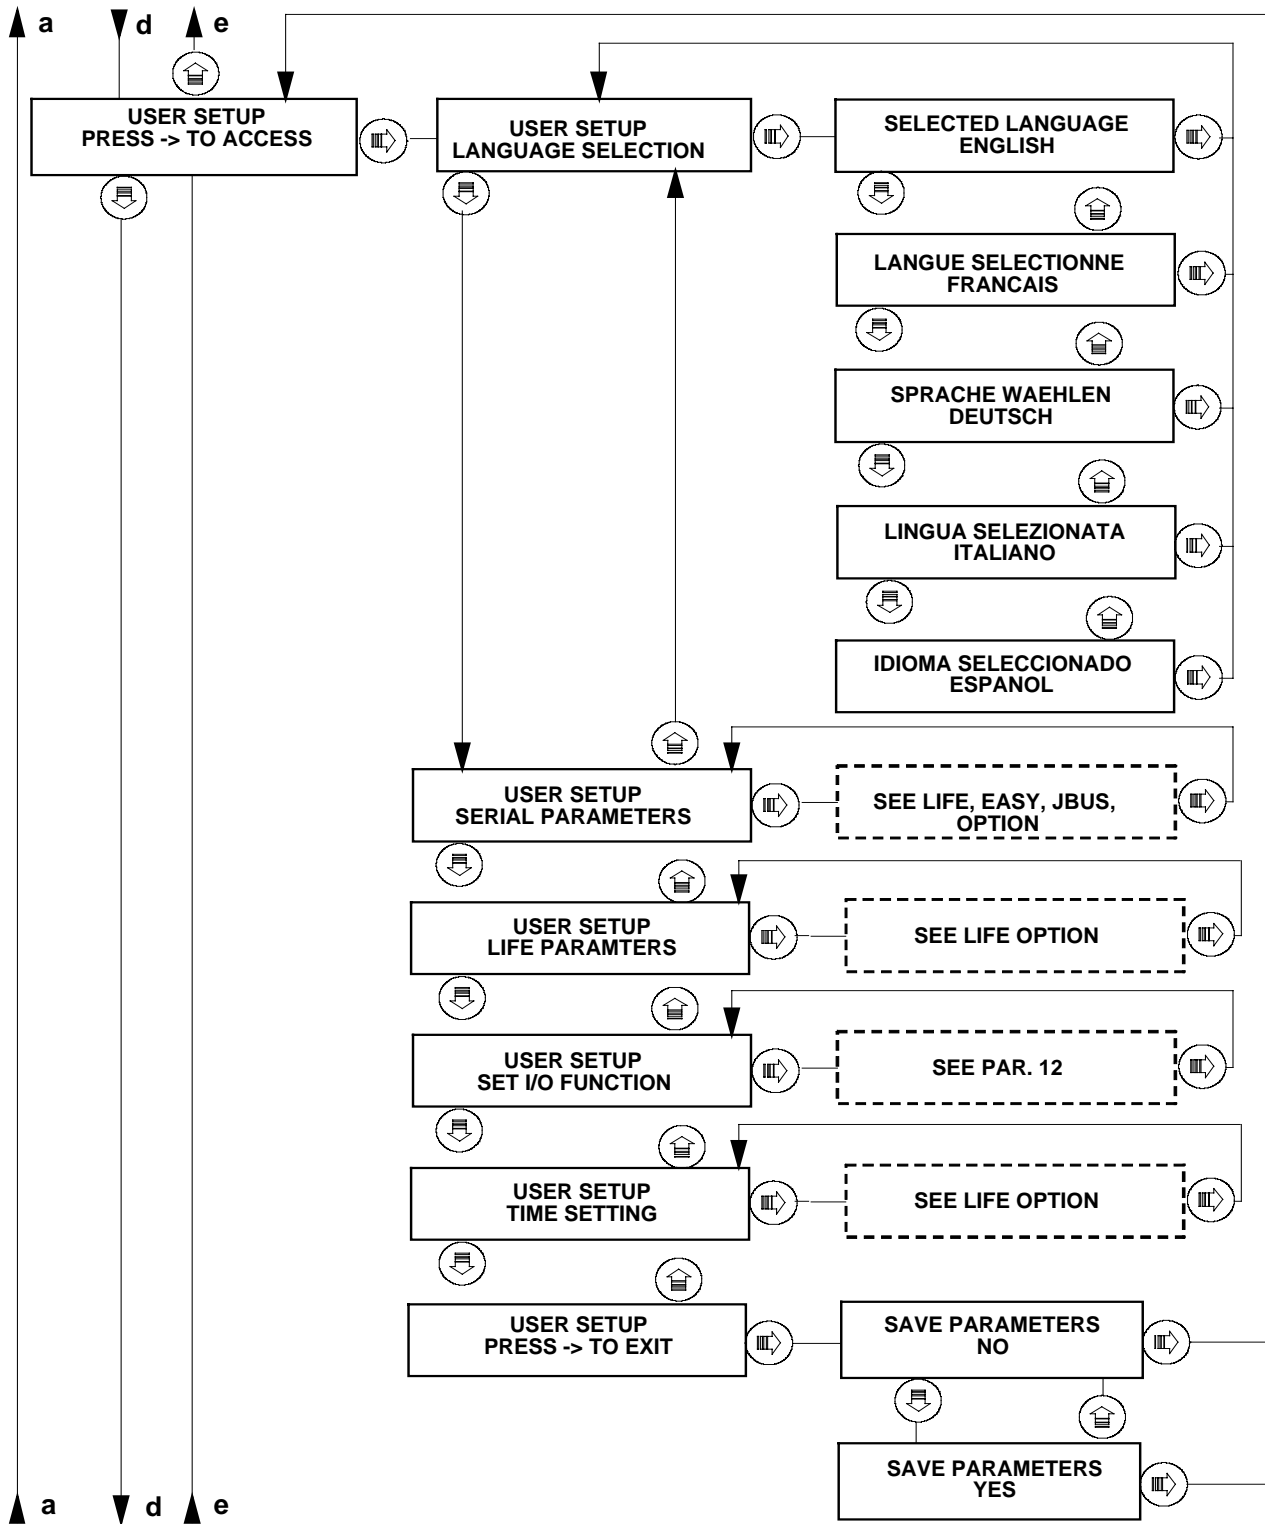 a d e
USER SETUP
PRESS -> TO ACCESS
USER SETUP
LANGUAGE SELECTION
SELECTED LANGUAGE
ENGLISH
LANGUE SELECTIONNE
FRANCAIS
SPRACHE WAEHLEN
DEUTSCH
LINGUA SELEZIONATA
ITALIANO
IDIOMA SELECCIONADO
ESPANOL
USER SETUP
SERIAL PARAMETERS
SEE LIFE, EASY, JBUS,
OPTION
USER SETUP
LIFE PARAMTERS
SEE LIFE OPTION
USER SETUP
SET I/O FUNCTION
SEE PAR. 12
USER SETUP
TIME SETTING
SEE LIFE OPTION
USER SETUP
PRESS -> TO EXIT
SAVE PARAMETERS
NO
SAVE PARAMETERS
YES
a d e